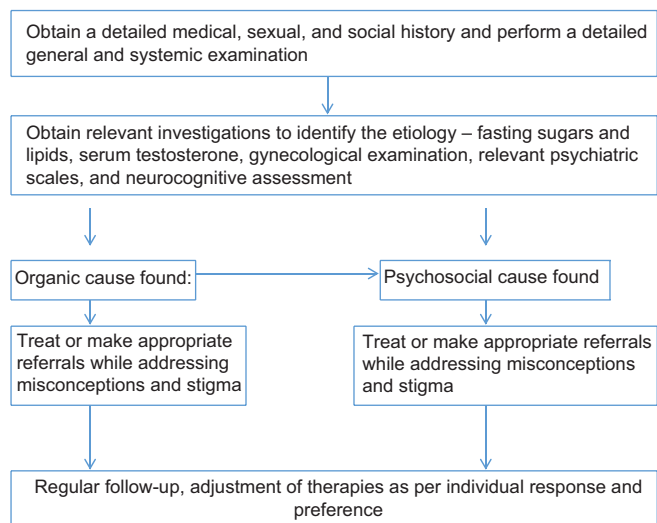 Obtain a detailed medical, sexual, and social history and perform a detailed
general and systemic examination
Obtain relevant investigations to identify the etiology – fasting sugars and
lipids, serum testosterone, gynecological examination, relevant psychiatric
scales, and neurocognitive assessment
Organic cause found:
Psychosocial cause found
Treat or make appropriate
referrals while addressing
misconceptions and stigma
Treat or make appropriate referrals
while addressing misconceptions
and stigma
Regular follow-up, adjustment of therapies as per individual response and
preference